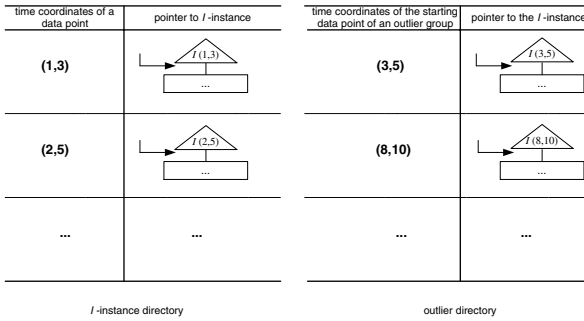 time coordinates of a data point
pointer to I -instance
(1,3)
I (1,3)
...
(2,5)
I (2,5)
...
...
...
I -instance directory
time coordinates of the starting data point of an outlier group
pointer to the I -instance
(3,5)
I (3,5)
...
(8,10)
I (8,10)
...
...
...
outlier directory